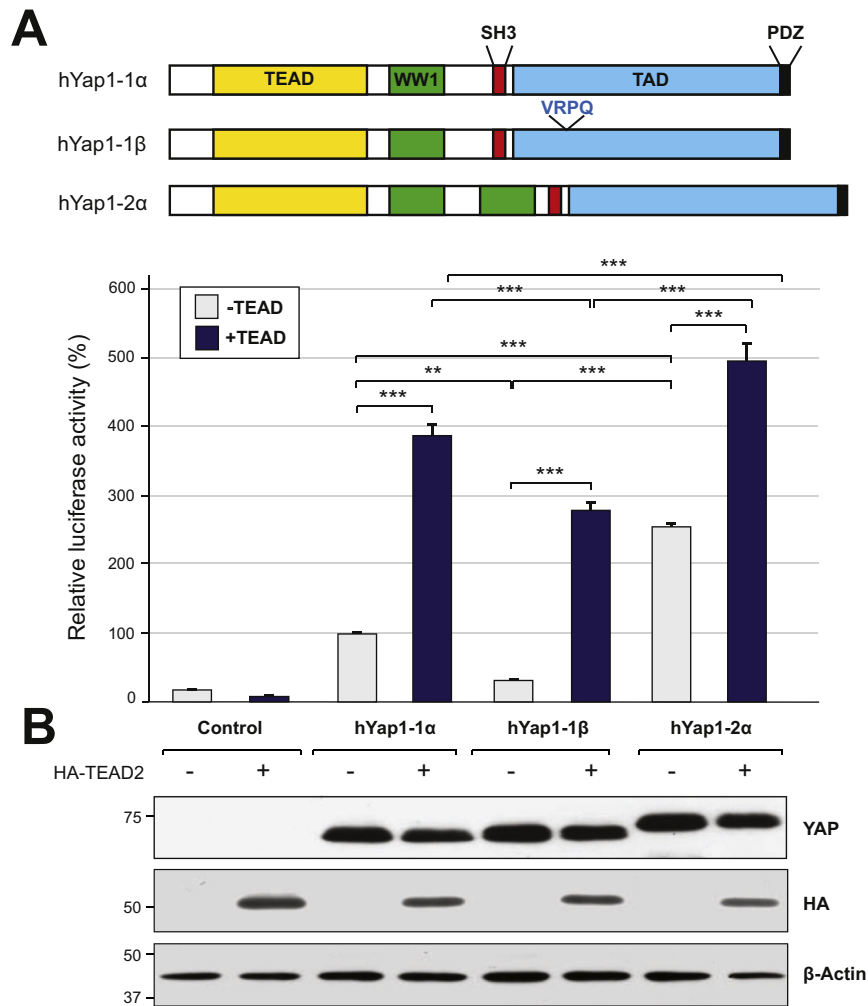 A
SH3 PDZ
hYap1-1α TEAD WW1 TAD
VRPQ
hYap1-1β
hYap1-2α
Relative luciferase activity (%)
600
500
400
300
200
100
0
-TEAD
+TEAD
***
*** ***
***
***
** ***
***
***
B
Control hYap1-1α hYap1-1β hYap1-2α
HA-TEAD2 - + - + - + - +
75 YAP
50 HA
50
β-Actin
37